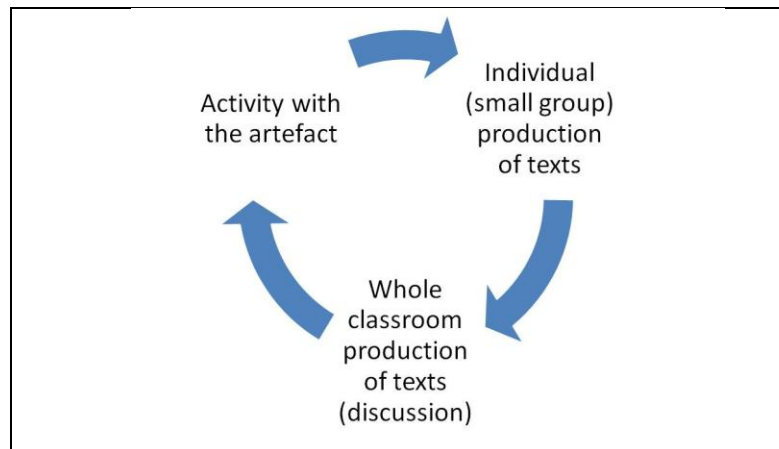 Activity with
the artefact
Individual
(small group)
production
of texts
Whole
classroom
production
of texts
(discussion)